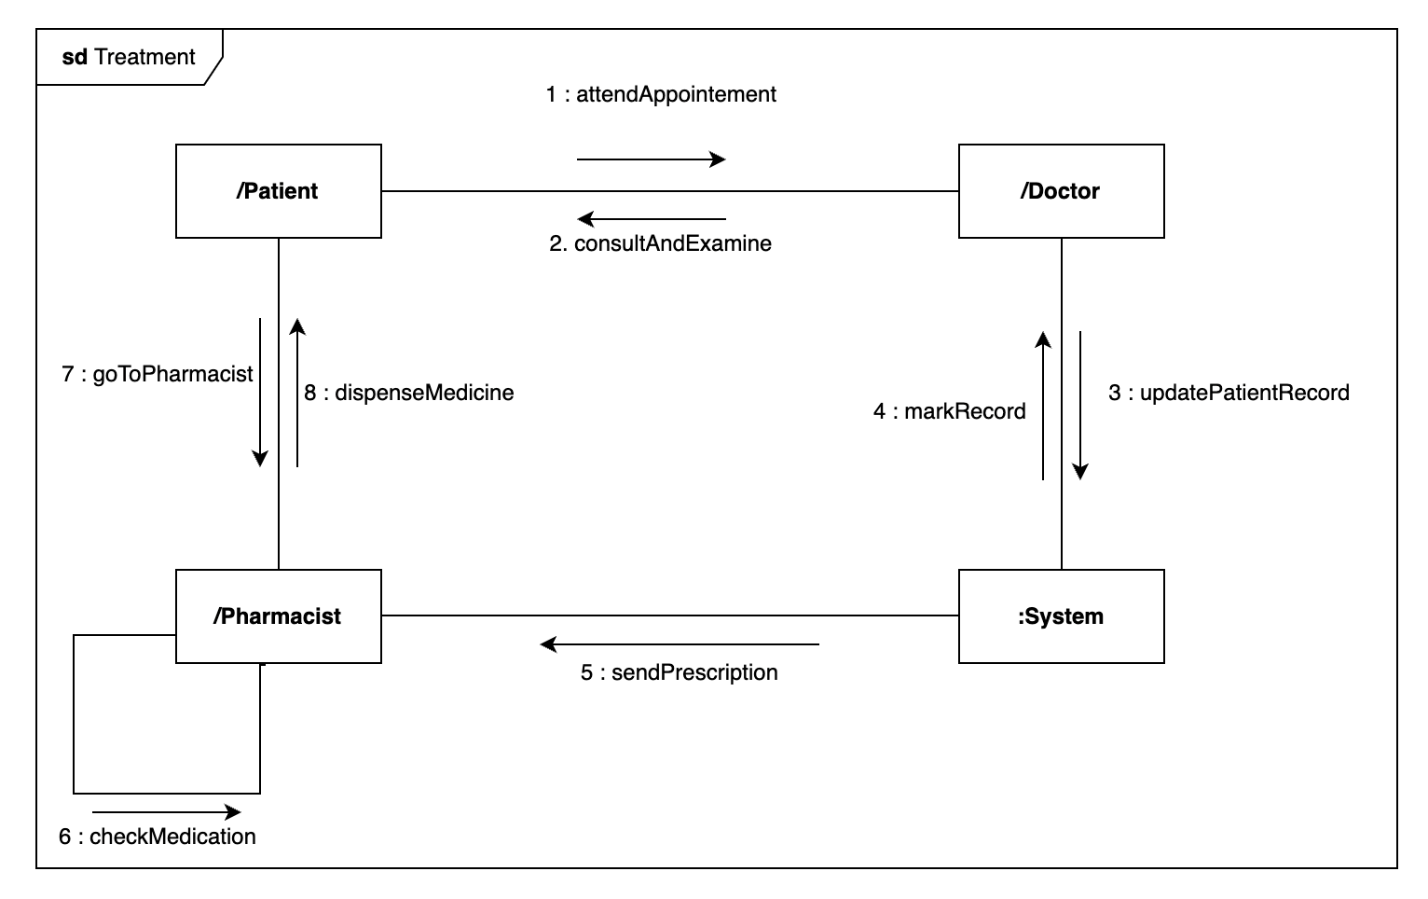 sd Treatment
1 : attendAppointement
/Patient
/Doctor
2. consultAndExamine
7 : goToPharmacist
8 : dispenseMedicine
3 : updatePatientRecord
4 : markRecord
/Pharmacist
:System
5 : sendPrescription
6 : checkMedication